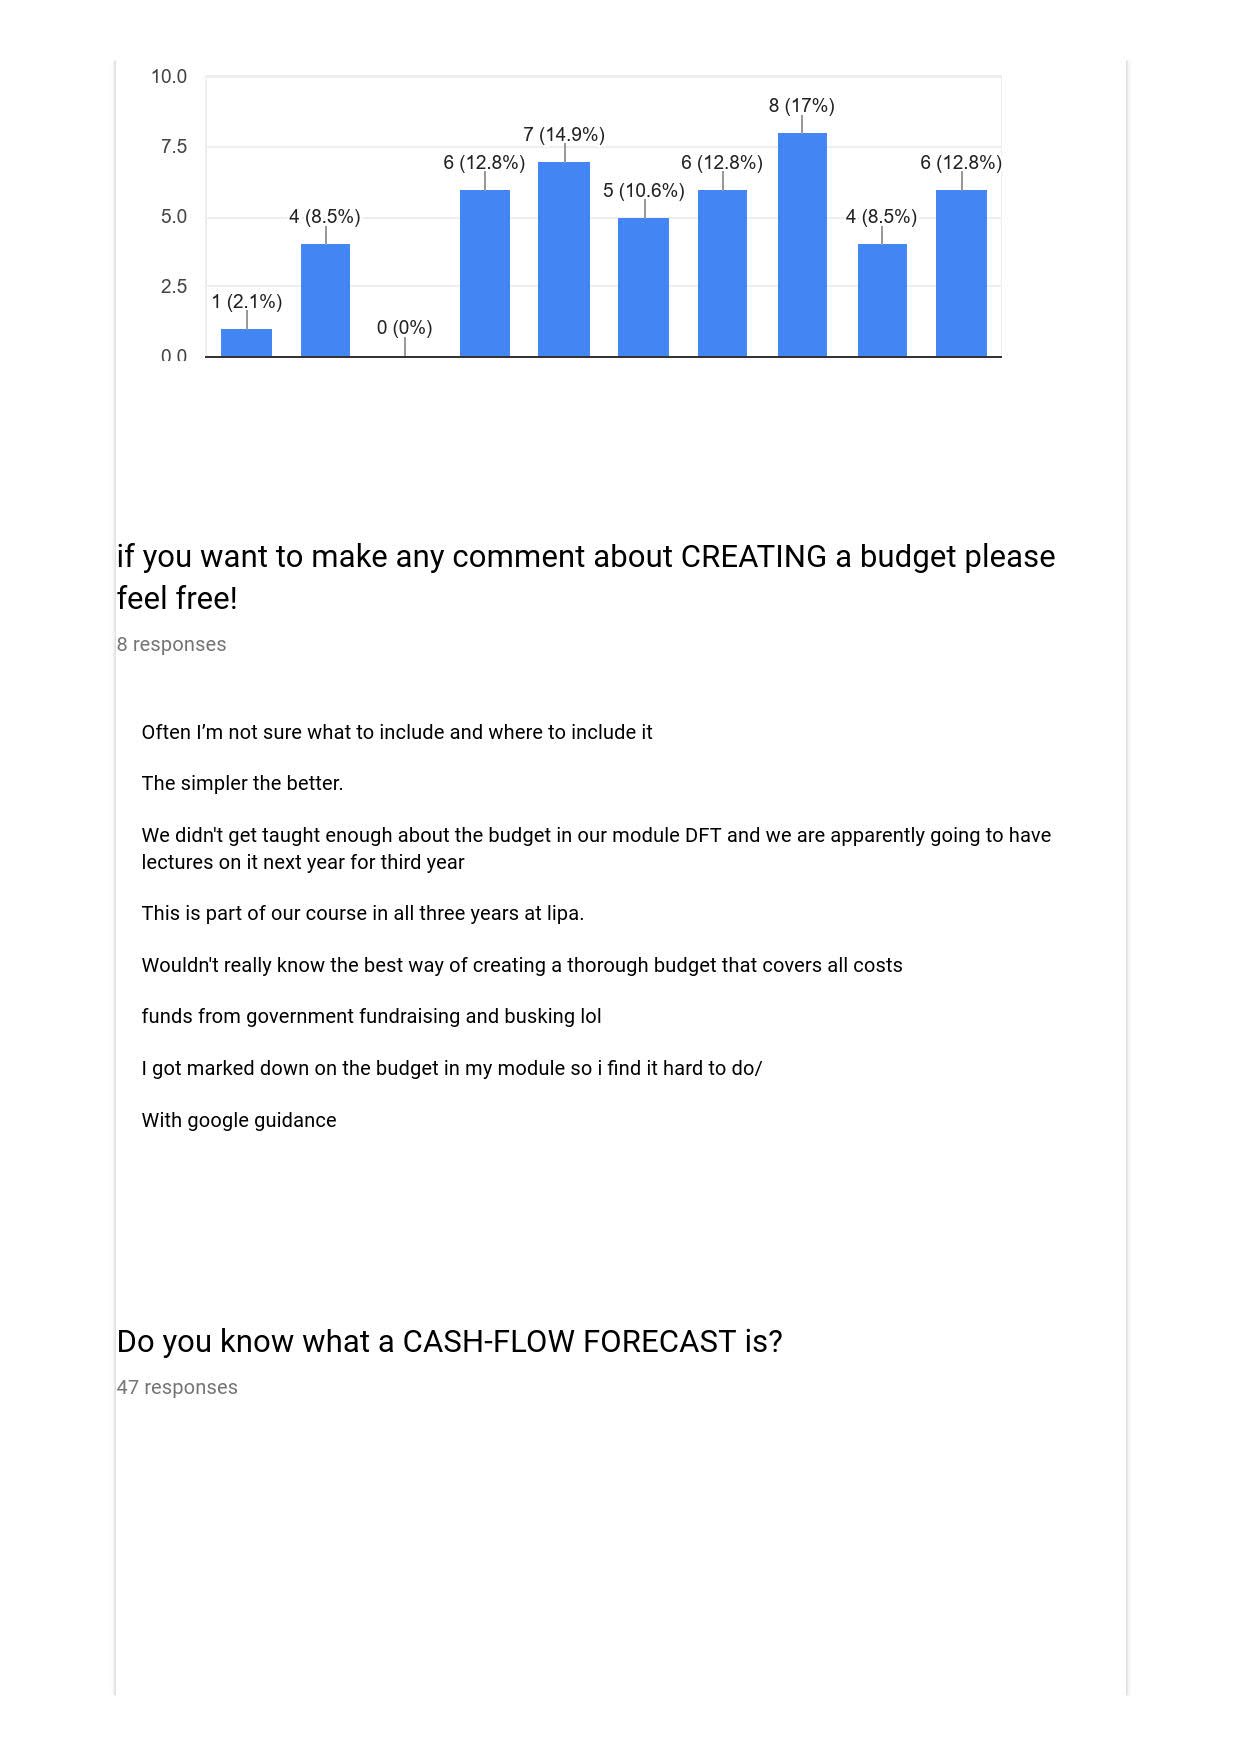 10.0
8 (17%)
7 (14.9%)
7.5
6 (12.8%)
6 (12.8%)
6 (12.8%)
5 (10.6%)
5.0
4 (8.5%)
4 (8.5%)
2.5
1 (2.1%)
0 (0%)
0.0
if you want to make any comment about CREATING a budget please
feel free!
8 responses
Often I’m not sure what to include and where to include it
The simpler the better.
We didn't get taught enough about the budget in our module DFT and we are apparently going to have
lectures on it next year for third year
This is part of our course in all three years at lipa.
Wouldn't really know the best way of creating a thorough budget that covers all costs
funds from government fundraising and busking lol
I got marked down on the budget in my module so i find it hard to do/
With google guidance
Do you know what a CASH-FLOW FORECAST is?
47 responses